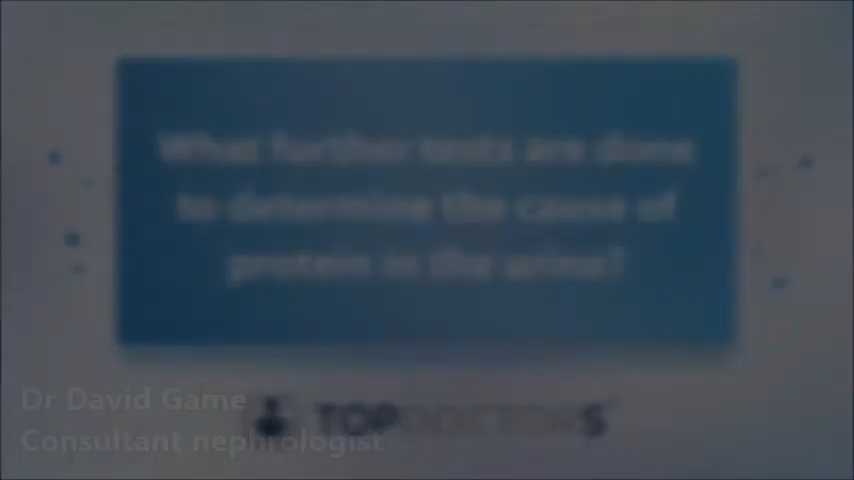 What further tests are done
to determine the cause of
protein in the urine?
Dr David Game
Consultant nephrologist
TOPDOCTORS